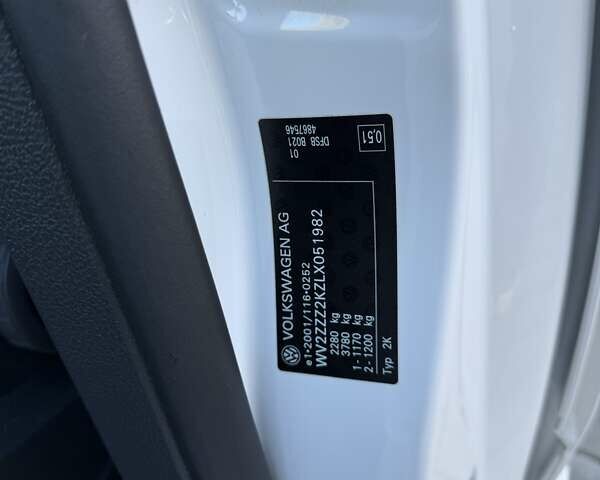 VOLKSWAGEN AG
e1*2001/116*0252
WV2ZZZ2KZLX051982
2280 kg
3780 kg
1 - 1170 kg
2 - 1200 kg
Typ 2K
01
DFSB B021
4867546
0,51